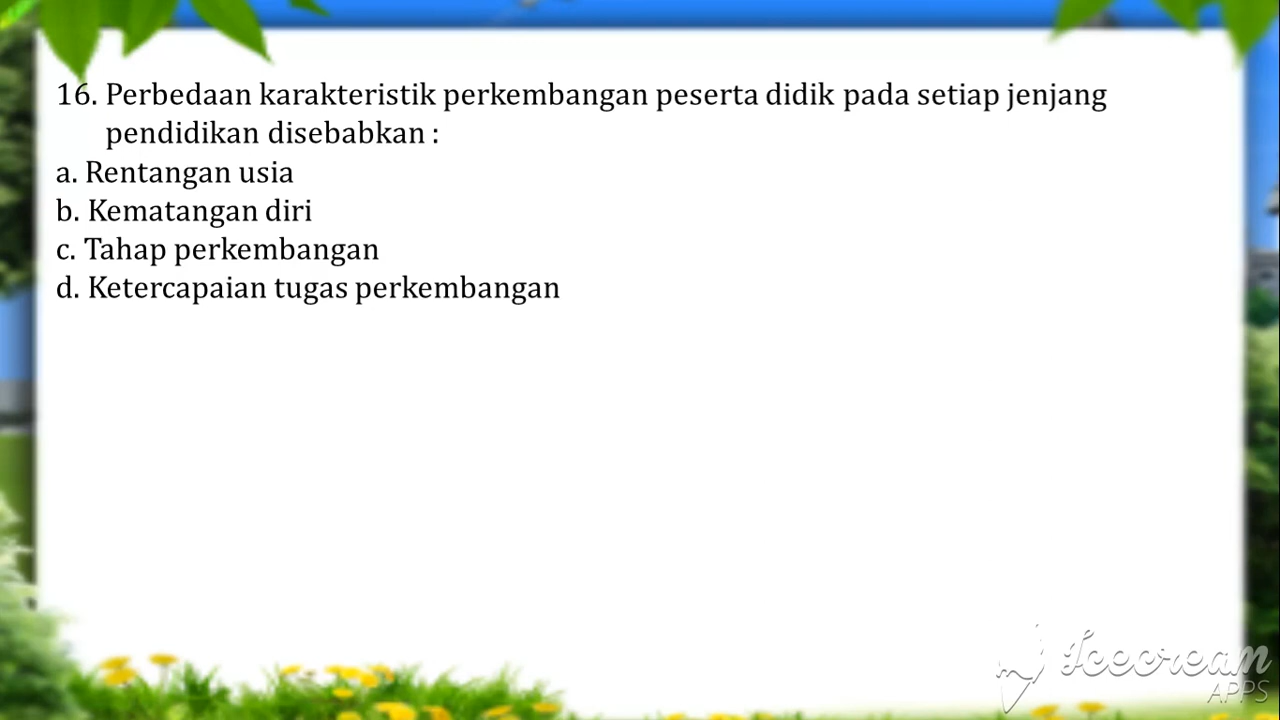 16. Perbedaan karakteristik perkembangan peserta didik pada setiap jenjang
pendidikan disebabkan :
a. Rentangan usia
b. Kematangan diri
c. Tahap perkembangan
d. Ketercapaian tugas perkembangan
Icecream
APPS